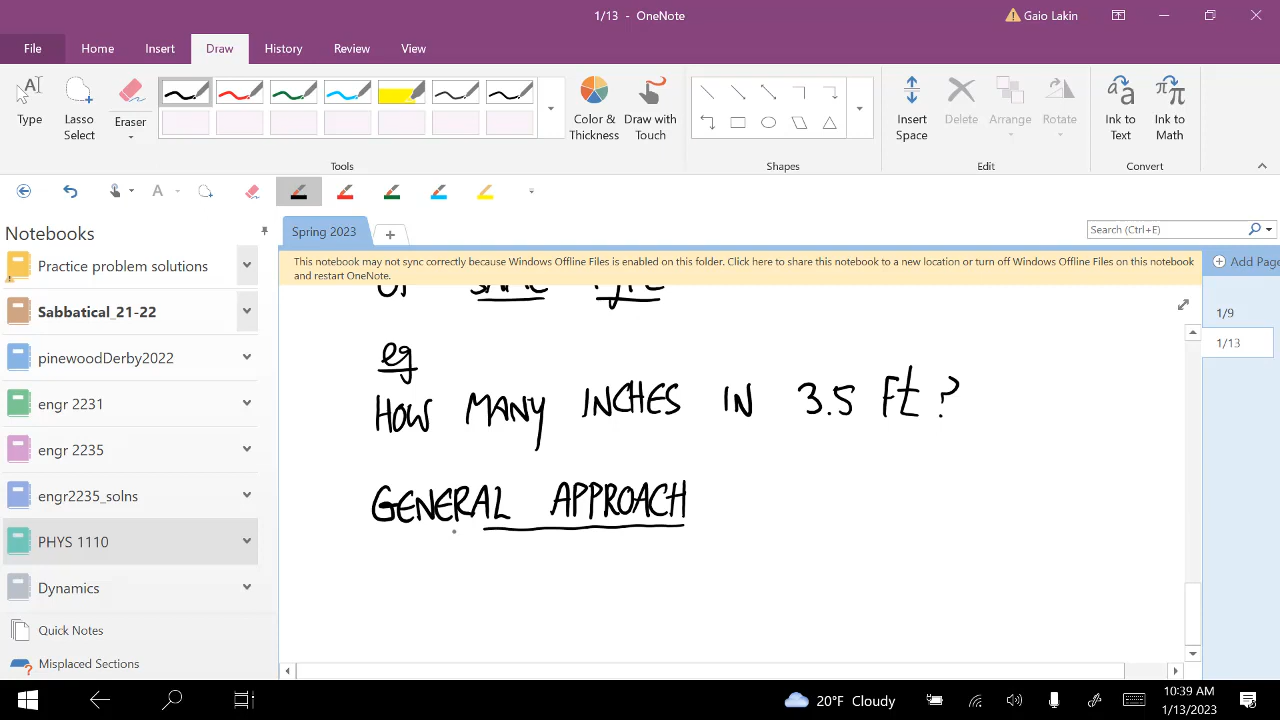 1/13 - OneNote
Gaio Lakin
File Home Insert Draw History Review View
Type
Lasso Select
Eraser
Color & Thickness
Draw with Touch
Insert Space
Delete
Arrange
Rotate
Ink to Text
Ink to Math
Tools
Shapes
Edit
Convert
A
Notebooks
Spring 2023
Search (Ctrl+E)
This notebook may not sync correctly because Windows Offline Files is enabled on this folder. Click here to share this notebook to a new location or turn off Windows Offline Files on this notebook
and restart OneNote.
Add Page
1/9
1/13
Practice problem solutions
Sabbatical_21-22
pinewoodDerby2022
engr 2231
engr 2235
engr2235_solns
PHYS 1110
Dynamics
Quick Notes
Misplaced Sections
eg
HOW MANY INCHES IN 3.5 Ft?
GENERAL APPROACH
20°F Cloudy
10:39 AM
1/13/2023